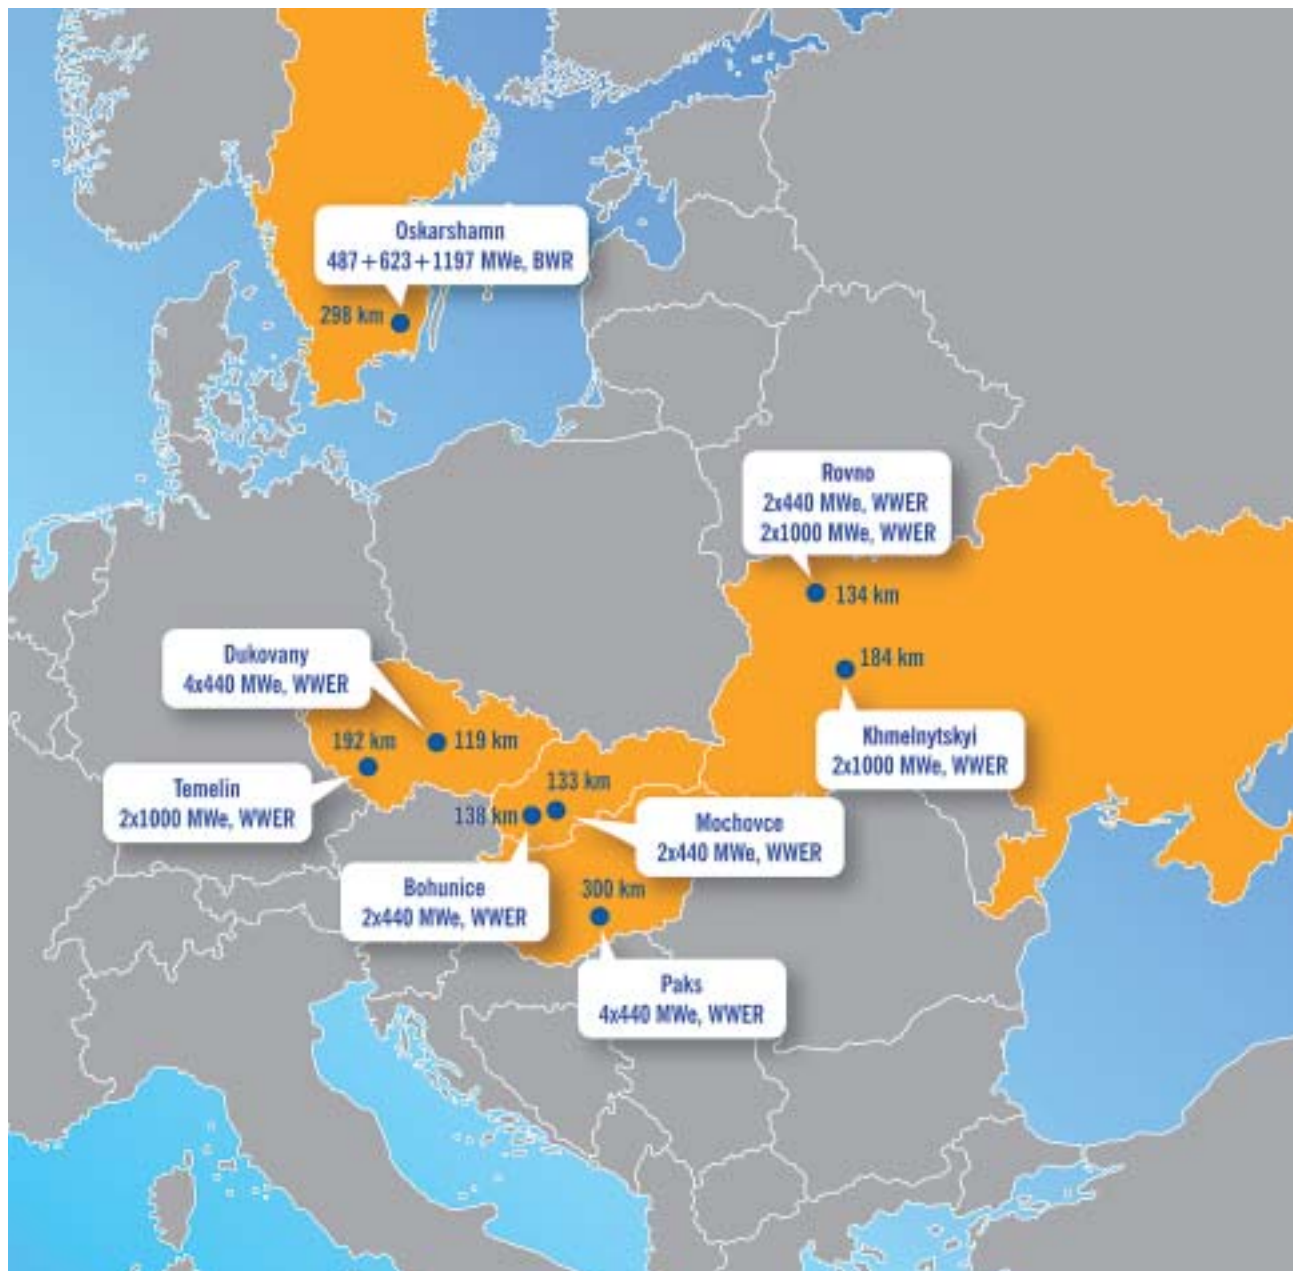 Oskarshamn
487+623+1197 MWe, BWR
298 km
Rovno
2x440 MWe, WWER
2x1000 MWe, WWER
134 km
184 km
Khmelnytskyi
2x1000 MWe, WWER
Dukovany
4x440 MWe, WWER
192 km
119 km
Temelin
2x1000 MWe, WWER
133 km
138 km
Mochovce
2x440 MWe, WWER
Bohunice
2x440 MWe, WWER
300 km
Paks
4x440 MWe, WWER